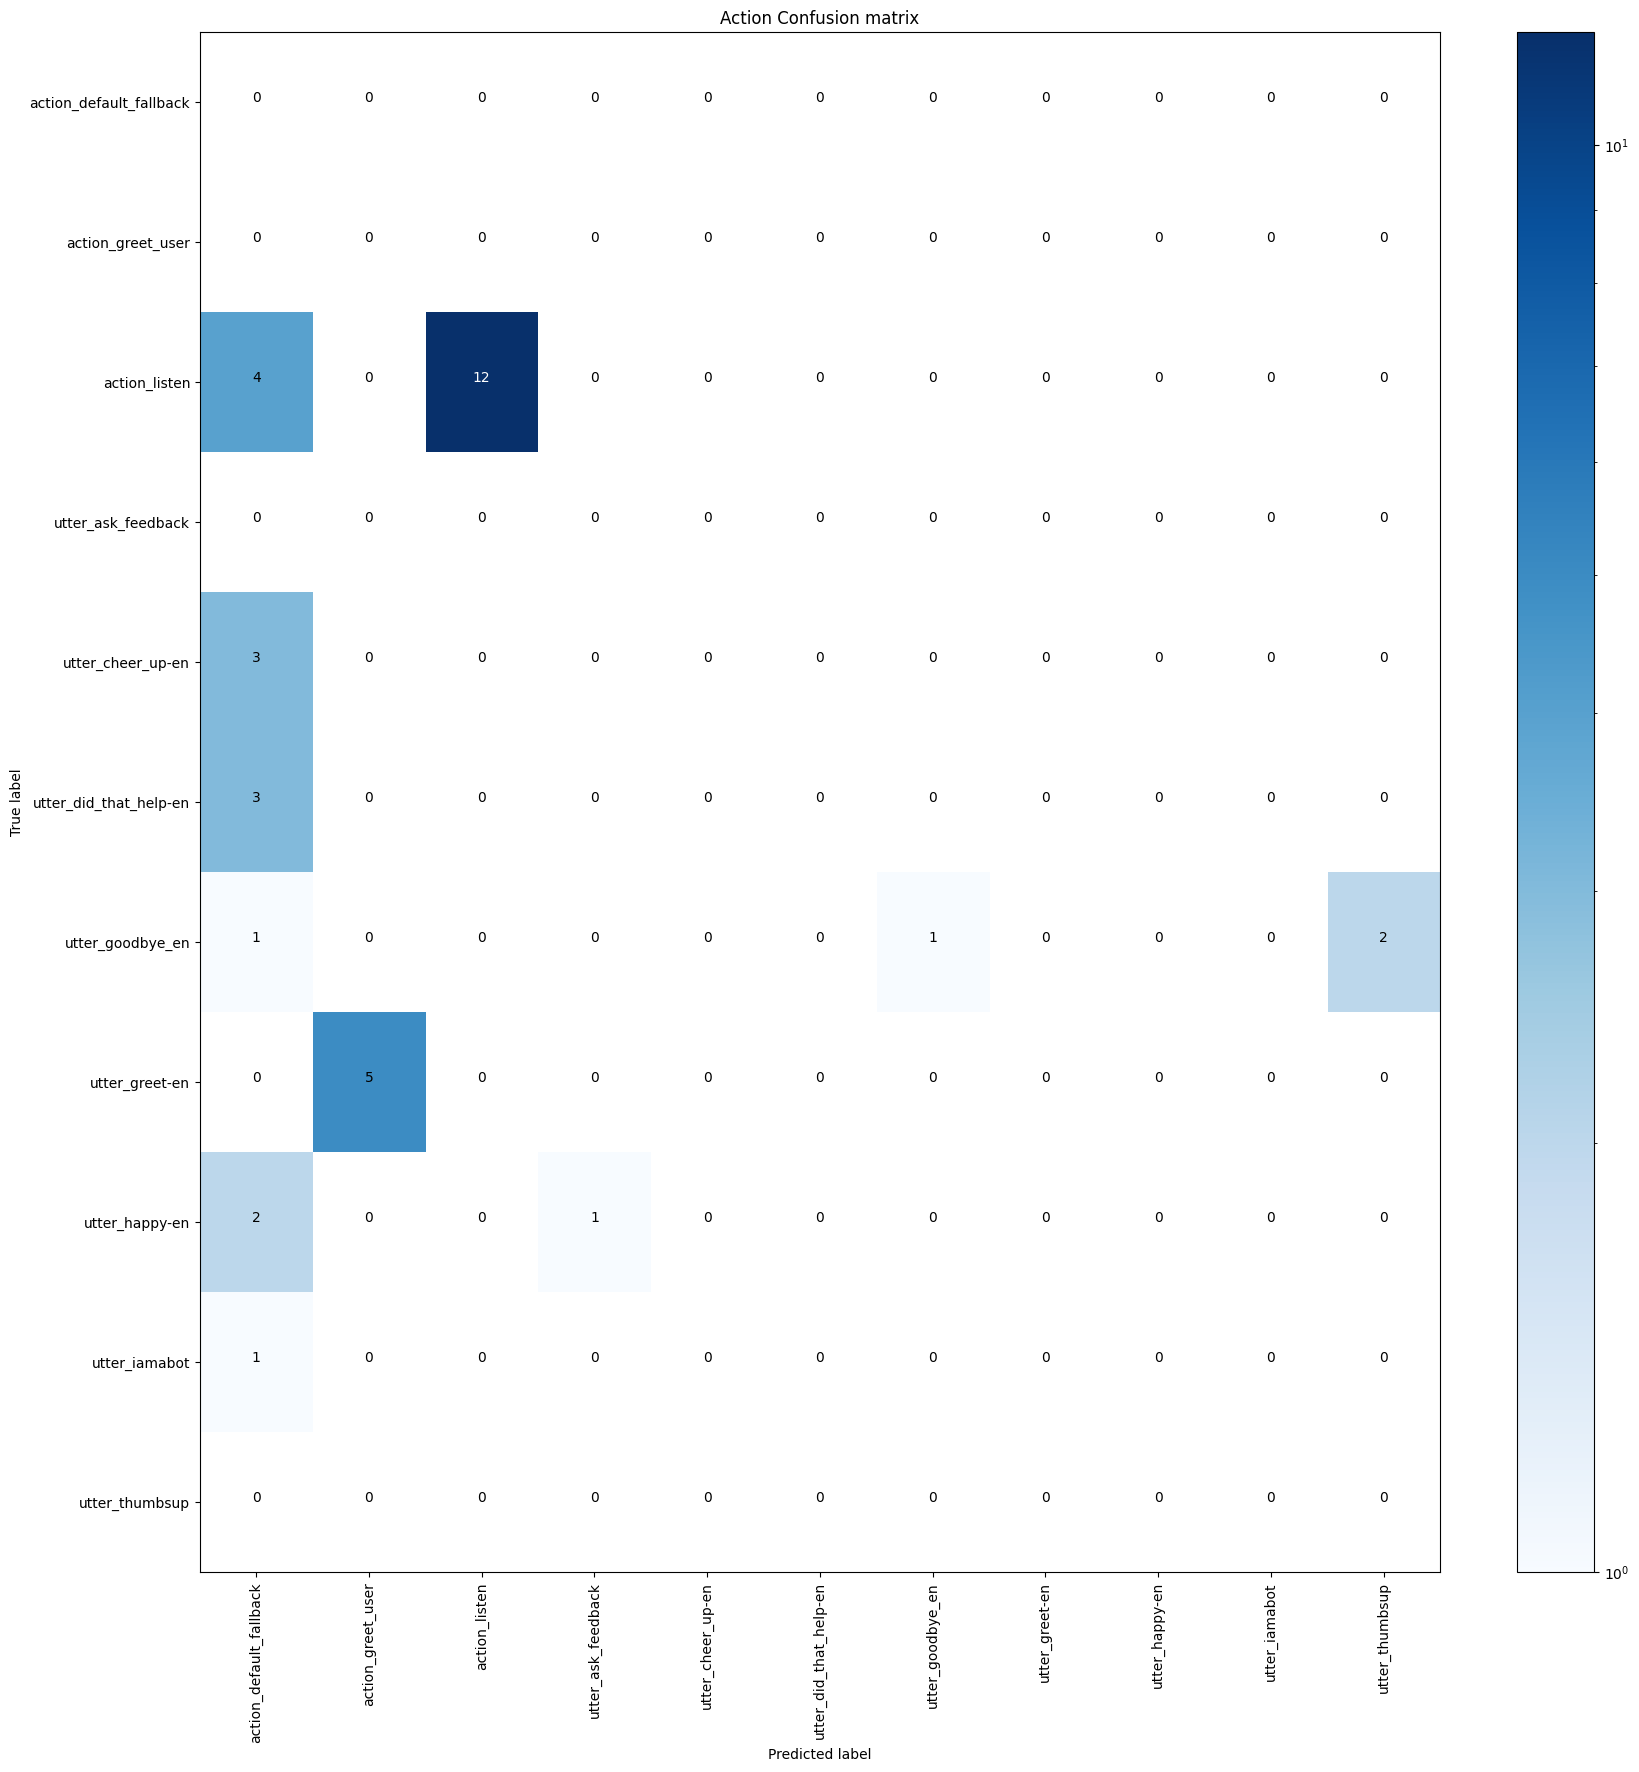 Action Confusion matrix
action_default_fallback 0 0 0 0 0 0 0 0 0 0 0
action_greet_user 0 0 0 0 0 0 0 0 0 0 0
action_listen 4 0 12 0 0 0 0 0 0 0 0
utter_ask_feedback 0 0 0 0 0 0 0 0 0 0 0
utter_cheer_up-en 3 0 0 0 0 0 0 0 0 0 0
utter_did_that_help-en 3 0 0 0 0 0 0 0 0 0 0
utter_goodbye_en 1 0 0 0 0 0 1 0 0 0 2
utter_greet-en 0 5 0 0 0 0 0 0 0 0 0
utter_happy-en 2 0 0 1 0 0 0 0 0 0 0
utter_iamabot 1 0 0 0 0 0 0 0 0 0 0
utter_thumbsup 0 0 0 0 0 0 0 0 0 0 0
True label
action_default_fallback
action_greet_user
action_listen
utter_ask_feedback
utter_cheer_up-en
utter_did_that_help-en
utter_goodbye_en
utter_greet-en
utter_happy-en
utter_iamabot
utter_thumbsup
Predicted label
10¹
10⁰